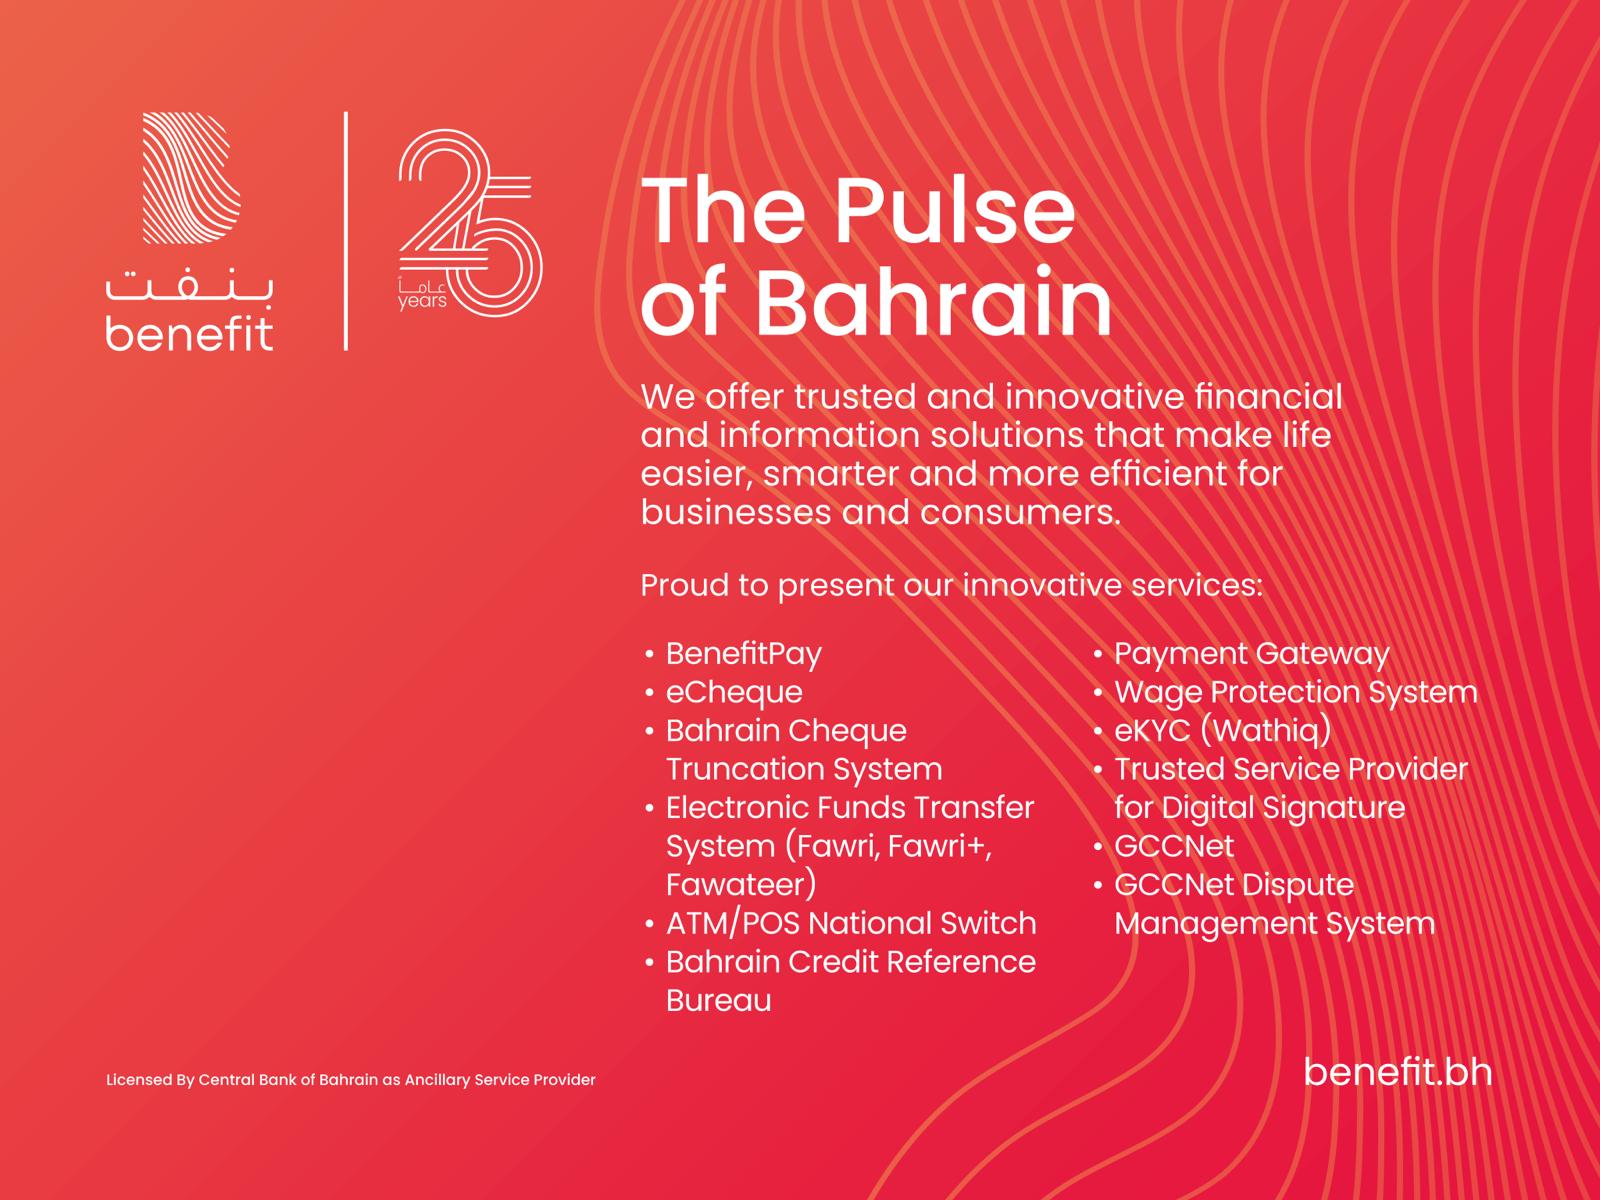 بنفت
benefit
25
عاماً
years
The Pulse
of Bahrain
We offer trusted and innovative financial
and information solutions that make life
easier, smarter and more efficient for
businesses and consumers.
Proud to present our innovative services:
• BenefitPay
• eCheque
• Bahrain Cheque
Truncation System
• Electronic Funds Transfer
System (Fawri, Fawri+,
Fawateer)
• ATM/POS National Switch
• Bahrain Credit Reference
Bureau
• Payment Gateway
• Wage Protection System
• eKYC (Wathiq)
• Trusted Service Provider
for Digital Signature
• GCCNet
• GCCNet Dispute
Management System
Licensed By Central Bank of Bahrain as Ancillary Service Provider
benefit.bh